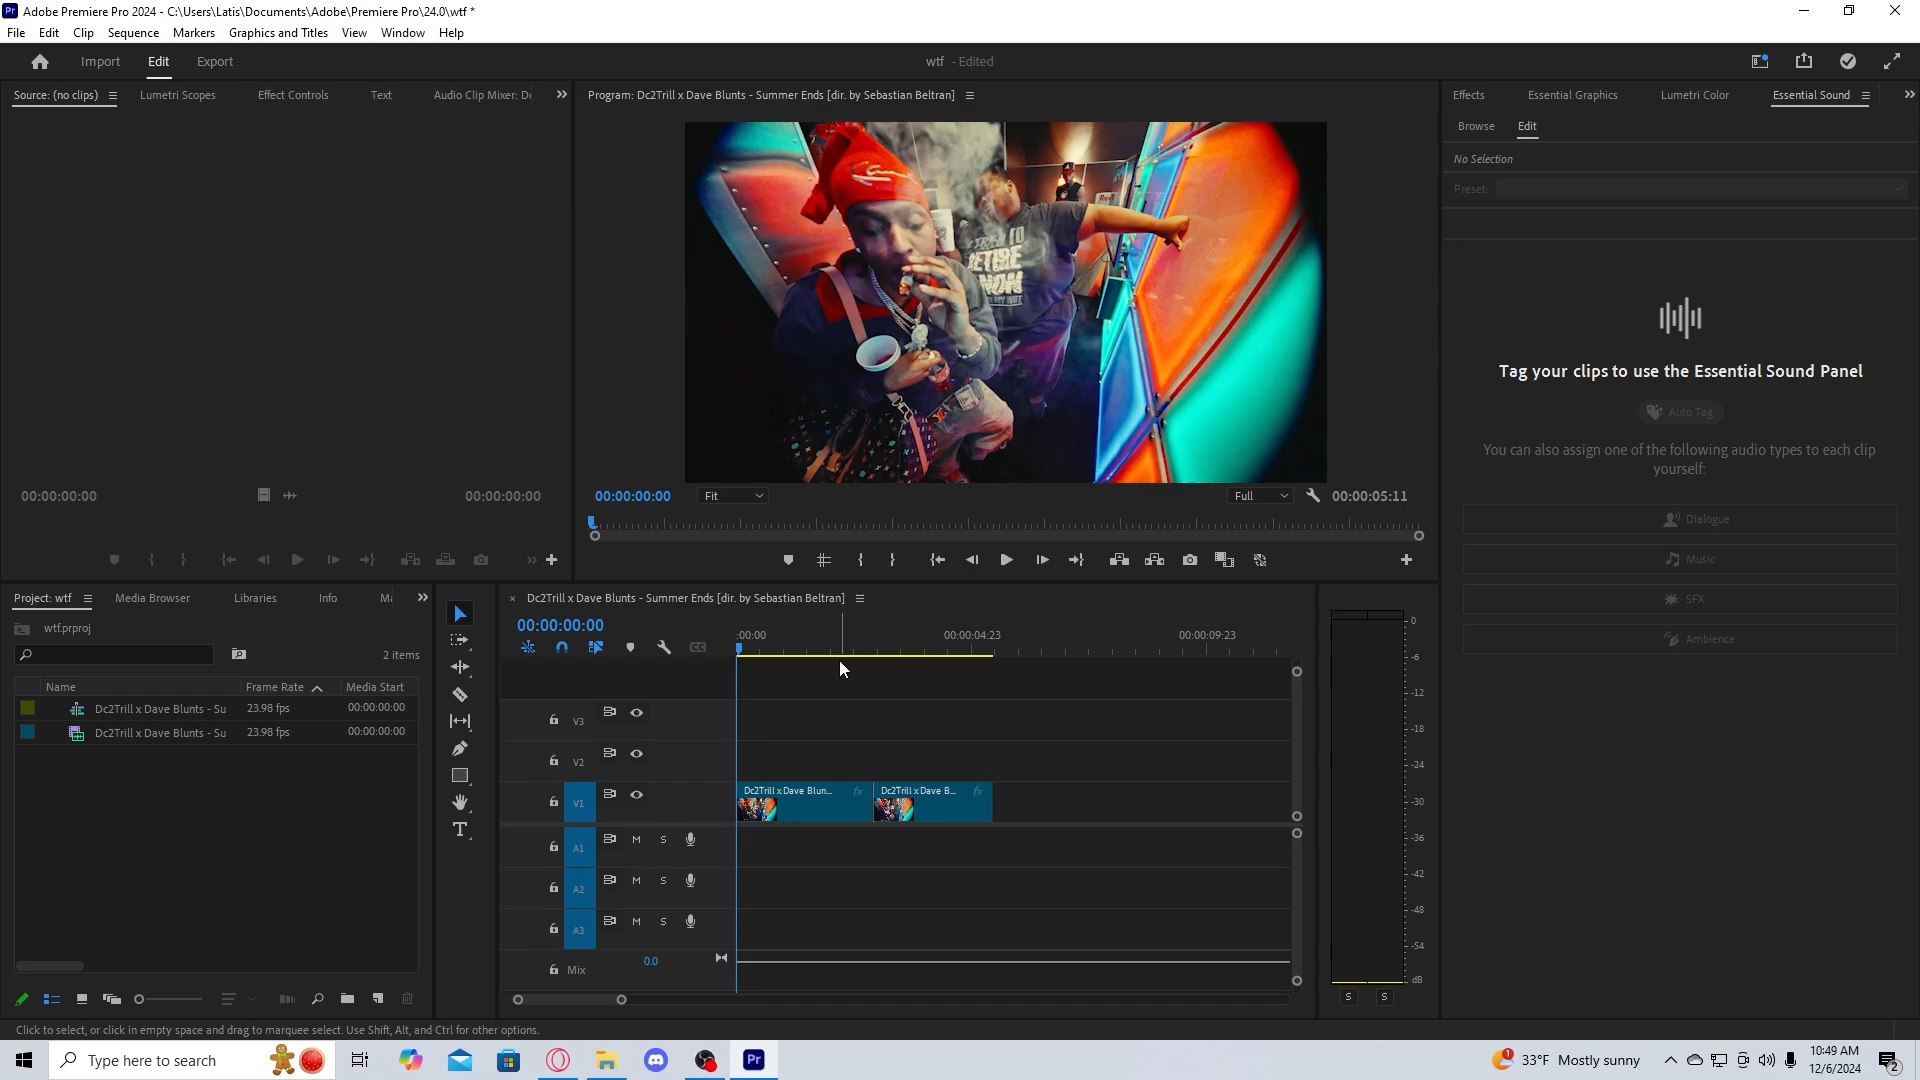 Adobe Premiere Pro 2024 - C:\Users\Latis\Documents\Adobe\Premiere Pro\24.0\wtf *
File Edit Clip Sequence Markers Graphics and Titles View Window Help
Import Edit Export
wtf - Edited
Source: (no clips) Lumetri Scopes Effect Controls Text Audio Clip Mixer: Dc
Program: Dc2Trill x Dave Blunts - Summer Ends [dir. by Sebastian Beltran]
Effects Essential Graphics Lumetri Color Essential Sound
Browse Edit
No Selection
Preset:
RETIRE
Tag your clips to use the Essential Sound Panel
Auto Tag
You can also assign one of the following audio types to each clip
yourself:
Dialogue
Music
SFX
Ambience
00:00:00:00 00:00:00:00
00:00:00:00 Fit Full 00:00:05:11
Project: wtf Media Browser Libraries Info Ma
wtf.prproj
2 items
Name Frame Rate Media Start
Dc2Trill x Dave Blunts - Su 23.98 fps 00:00:00:00
Dc2Trill x Dave Blunts - Su 23.98 fps 00:00:00:00
× Dc2Trill x Dave Blunts - Summer Ends [dir. by Sebastian Beltran]
00:00:00:00
:00:00 00:00:04:23 00:00:09:23
CC
V3
V2
V1
Dc2Trill x Dave Blun... fx Dc2Trill x Dave B... fx
A1 M S
A2 M S
A3 M S
Mix 0.0
0
-6
-12
-18
-24
-30
-36
-42
-48
-54
dB
S S
T
Click to select, or click in empty space and drag to marquee select. Use Shift, Alt, and Ctrl for other options.
Type here to search
Pr
1
33°F Mostly sunny
10:49 AM
12/6/2024
2